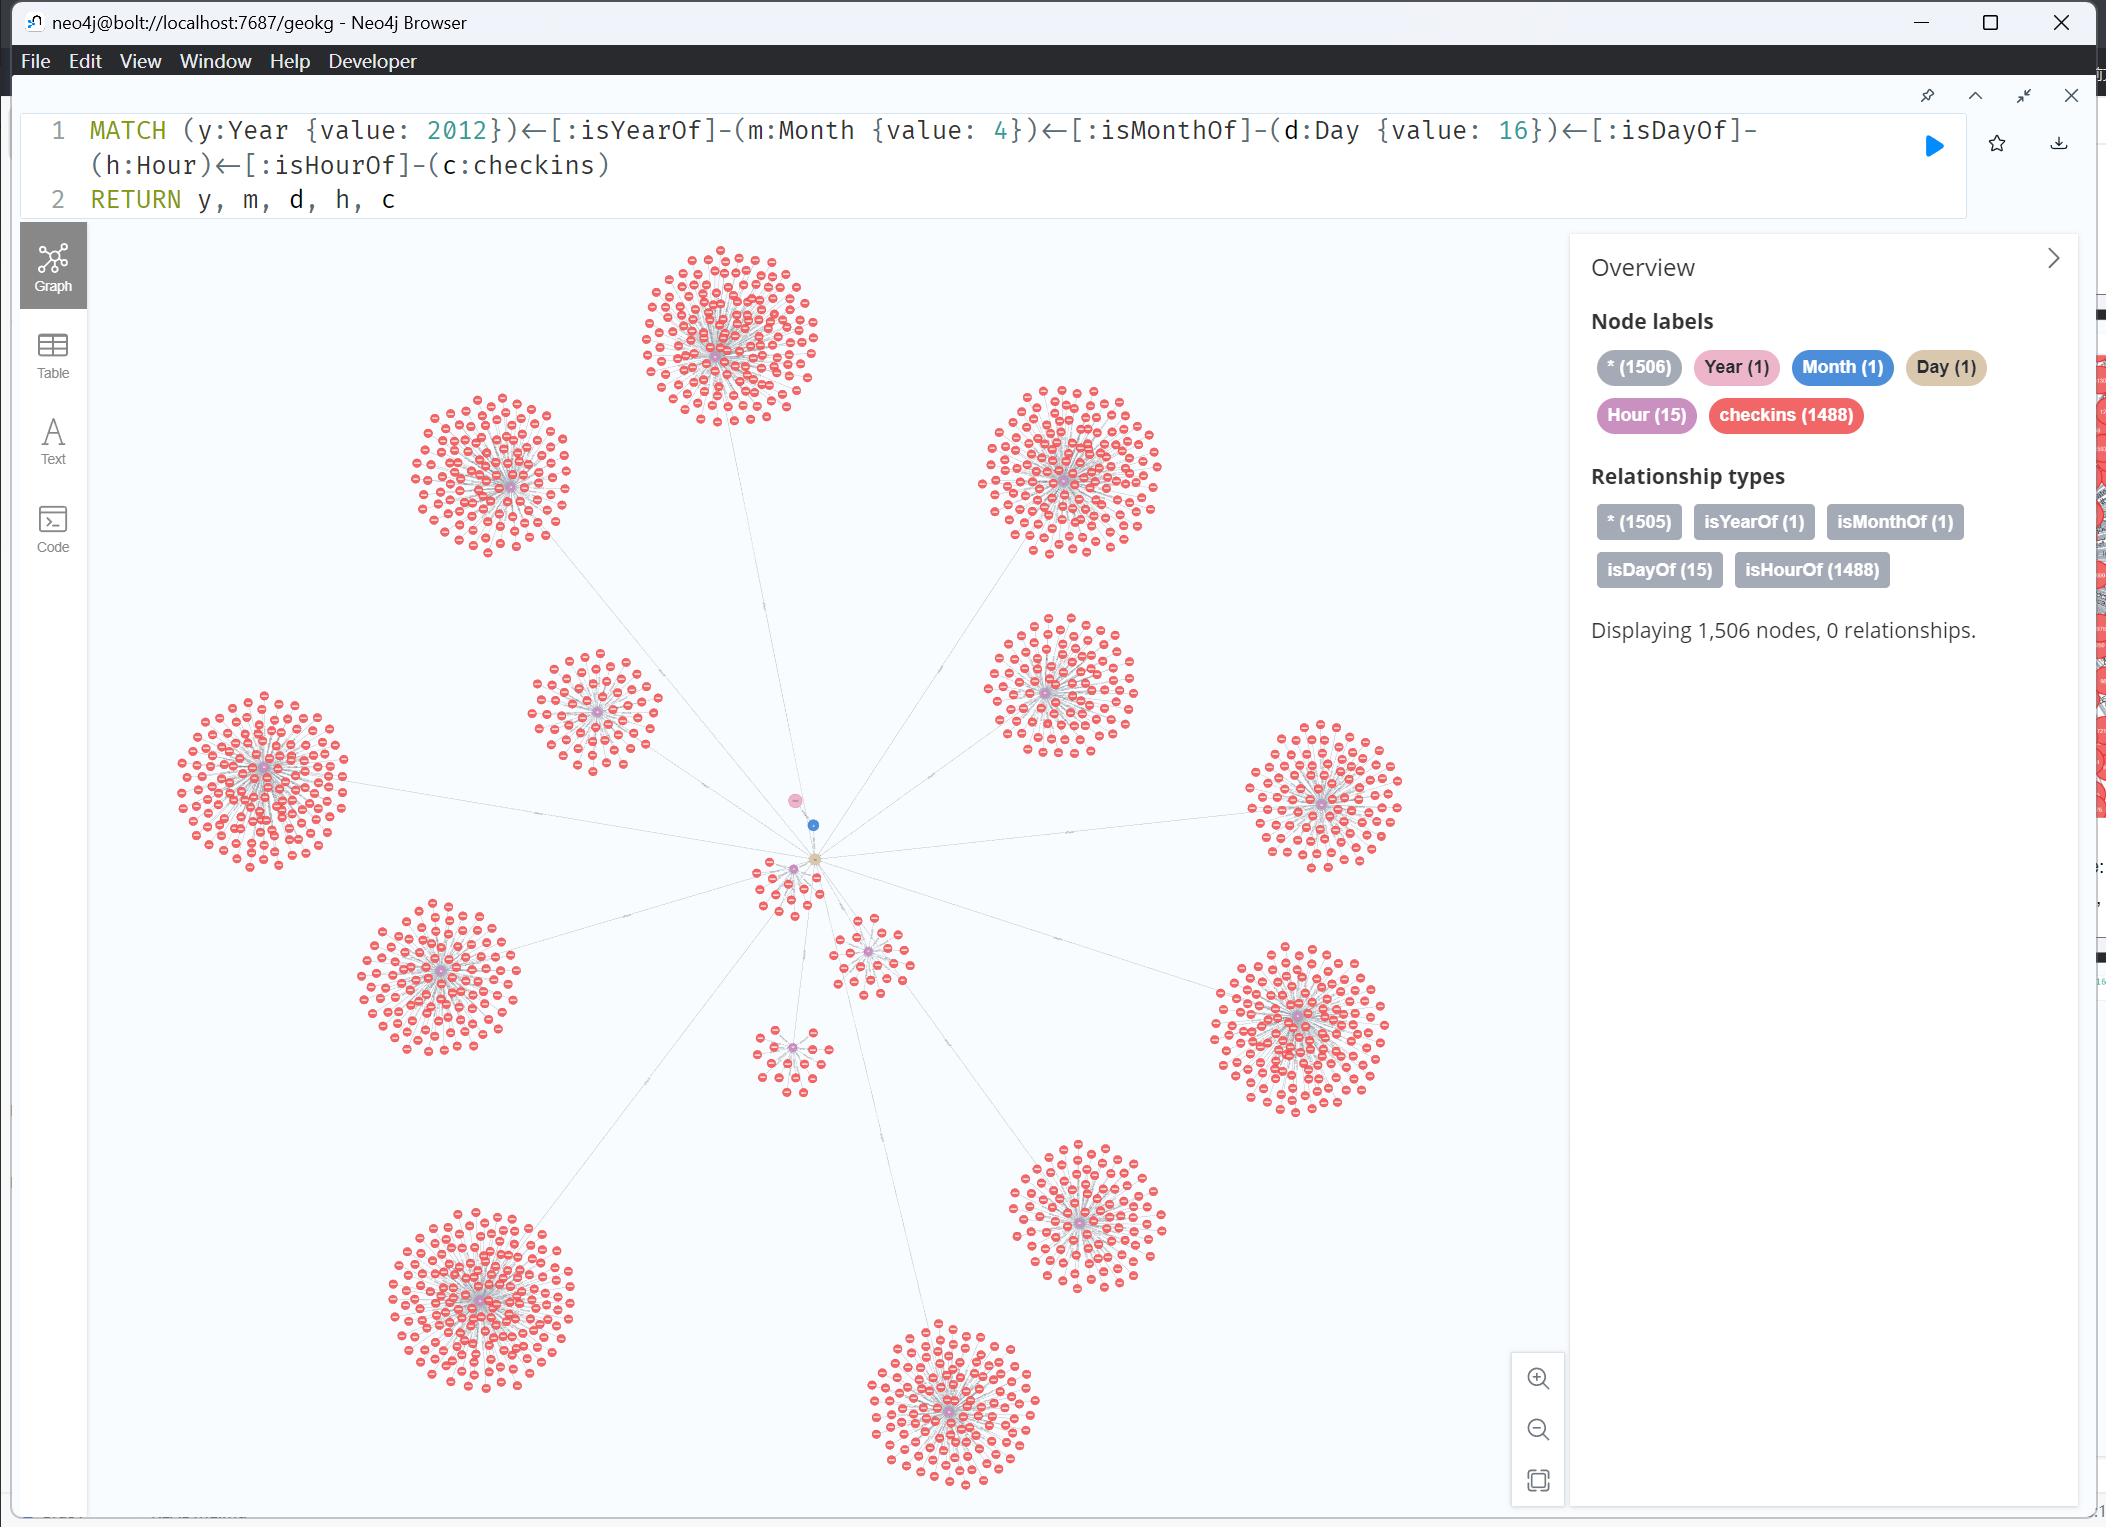 neo4j@bolt://localhost:7687/geokg - Neo4j Browser
File Edit View Window Help Developer
1 MATCH (y:Year {value: 2012})<-[:isYearOf]-(m:Month {value: 4})<-[:isMonthOf]-(d:Day {value: 16})<-[:isDayOf]-
(h:Hour)<-[:isHourOf]-(c:checkins)
2 RETURN y, m, d, h, c
Graph
Table
Text
Code
Overview
Node labels
* (1506) Year (1) Month (1) Day (1)
Hour (15) checkins (1488)
Relationship types
* (1505) isYearOf (1) isMonthOf (1)
isDayOf (15) isHourOf (1488)
Displaying 1,506 nodes, 0 relationships.